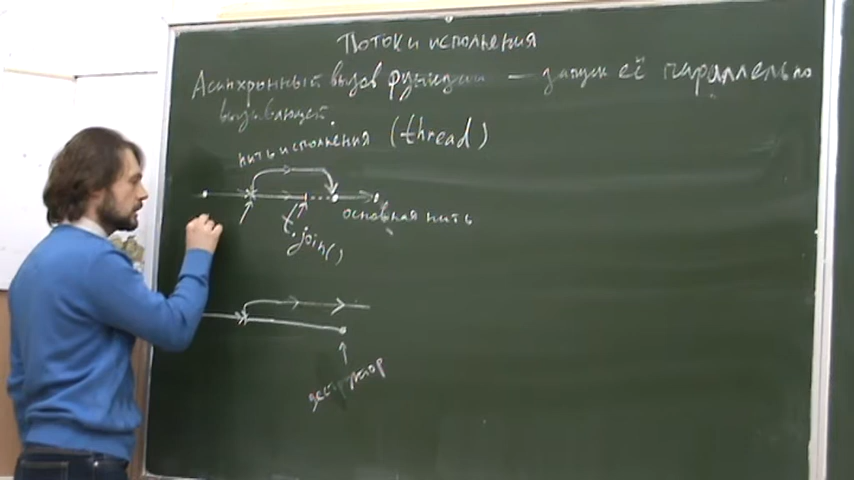 Потоки исполнения
Асинхронный вызов функции — запуск её параллельно
вызывающей.
нить исполнения (thread)
основная нить
t.join()
деструктор